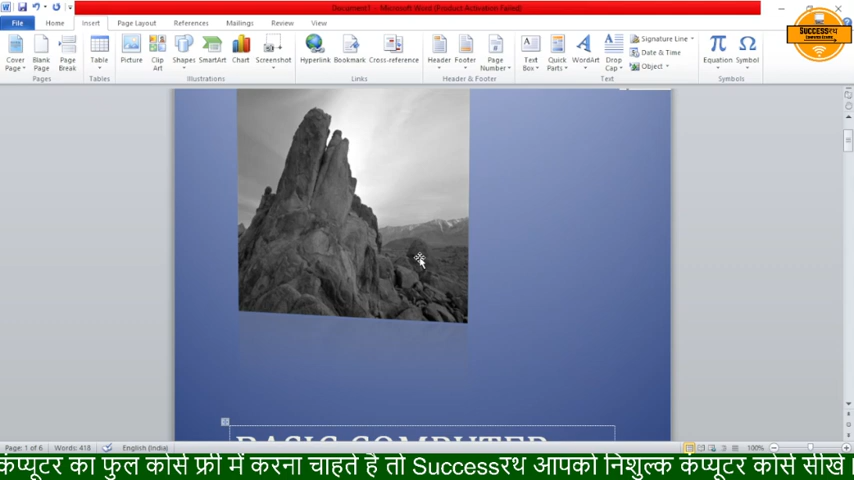 Document1 - Microsoft Word (Product Activation Failed)
File Home Insert Page Layout References Mailings Review View
Cover Page Blank Page Page Break Table Picture Clip Art Shapes SmartArt Chart Screenshot Hyperlink Bookmark Cross-reference Header Footer Page Number Text Box Quick Parts WordArt Drop Cap Signature Line Date & Time Object Equation Symbol
Pages Tables Illustrations Links Header & Footer Text Symbols
Successरथ
BASIC COMPUTER
Page: 1 of 6 Words: 418 English (India) 100%
कंप्यूटर का फुल कोर्स फ्री में करना चाहते है तो Successरथ आपको निशुल्क कंप्यूटर कोर्स सीखे